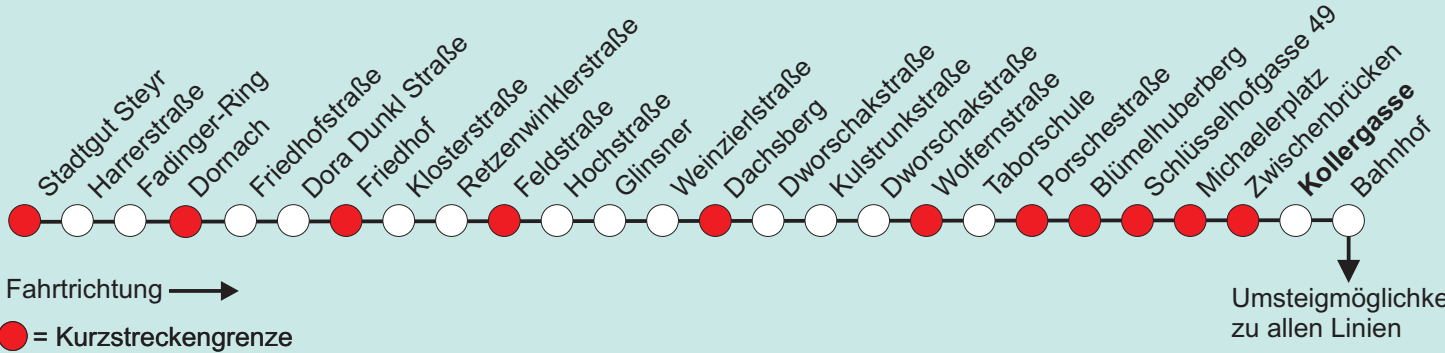 Stadtgut Steyr
Harrerstraße
Fadinger-Ring
Dornach
Friedhofstraße
Dora Dunkl Straße
Friedhof
Klosterstraße
Retzenwinklerstraße
Feldstraße
Hochstraße
Glinsner
Weinzierlstraße
Dachsberg
Dworschakstraße
Kulstrunkstraße
Dworschakstraße
Wolfernstraße
Taborschule
Porschestraße
Blümelhuberberg
Schlüsselhofgasse 49
Michaelerplatz
Zwischenbrücken
Kollergasse
Bahnhof
Fahrtrichtung
= Kurzstreckengrenze
Umsteigmöglichke
zu allen Linien